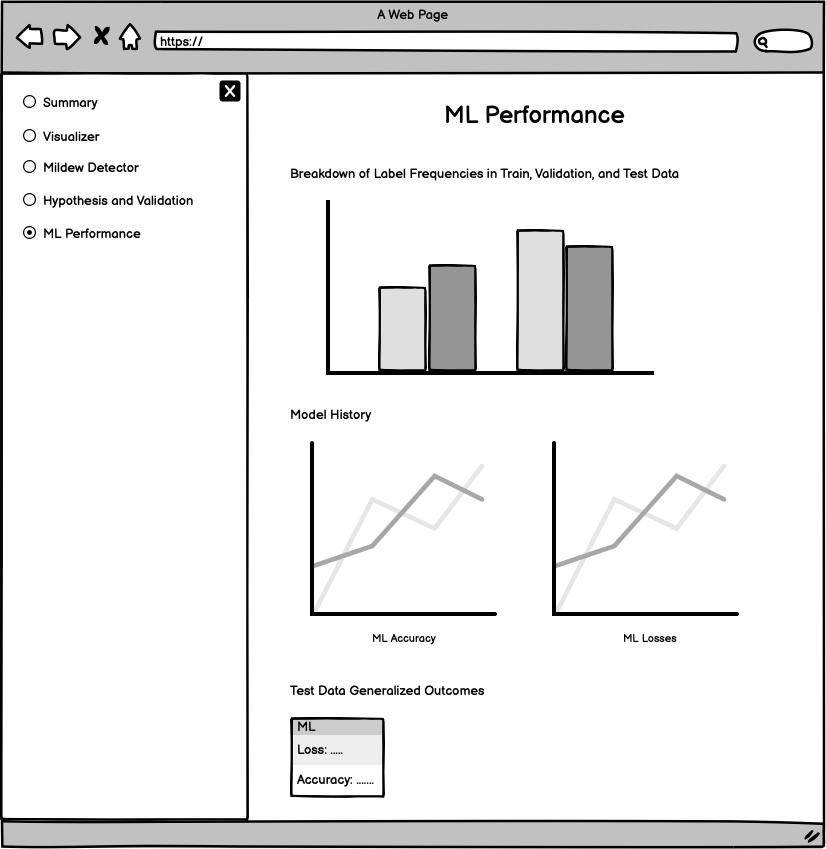 A Web Page
https://
Summary
Visualizer
Mildew Detector
Hypothesis and Validation
ML Performance
ML Performance
Breakdown of Label Frequencies in Train, Validation, and Test Data
Model History
ML Accuracy
ML Losses
Test Data Generalized Outcomes
ML
Loss: .....
Accuracy: .......